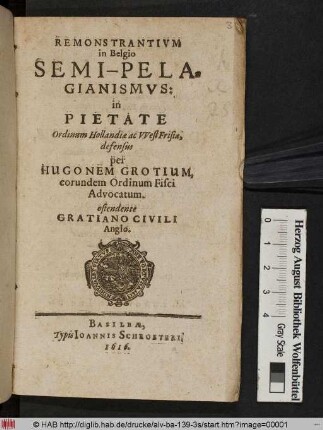 REMONSTRANTIVM
in Belgio
SEMI-PELA-
GIANISMVS:
in
PIETATE
Ordinum Hollandiæ ac VVestFrisiæ,
defensus
per
HUGONEM GROTIUM,
eorundem Ordinum Fisci
Advocatum.
ostendente
GRATIANO CIVILI
Anglo.
BASILEÆ,
Typis IOANNIS SCHROETERI,
1616.
Herzog August Bibliothek Wolfenbüttel
Gray Scale
0 1 2 3 4
© HAB http://diglib.hab.de/drucke/alv-ba-139-3s/start.htm?image=00001